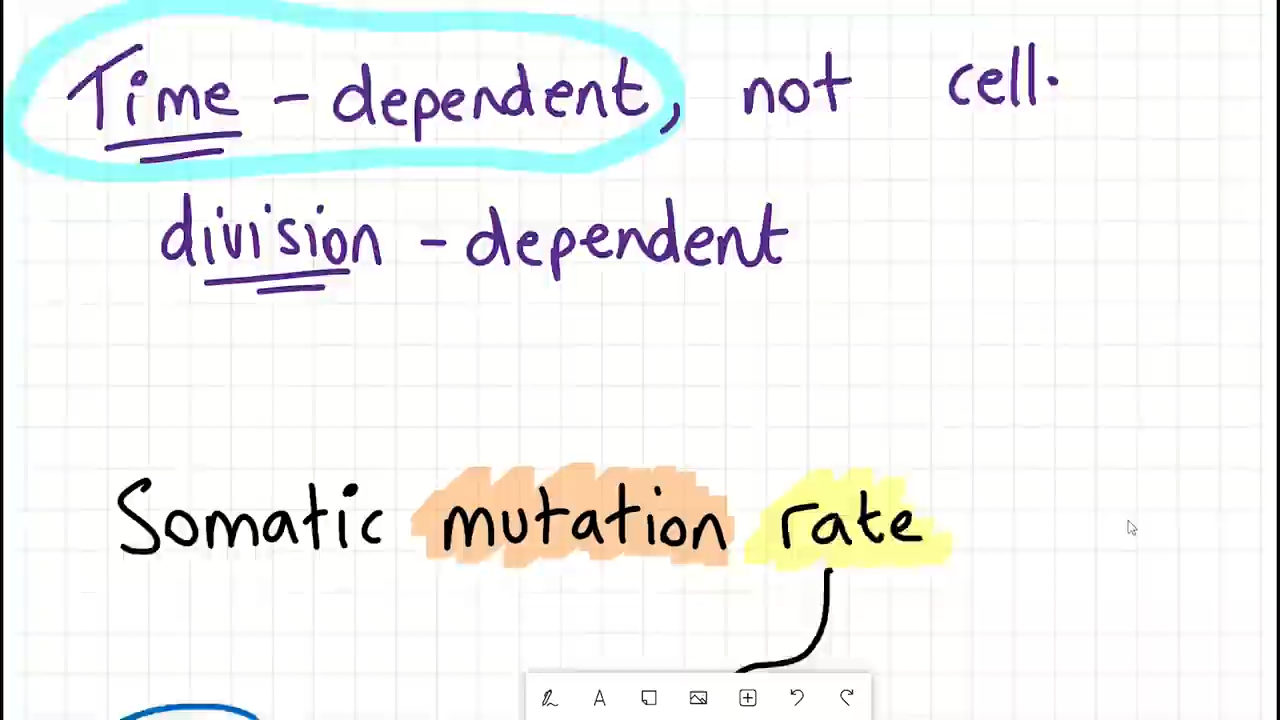 Time - dependent, not cell.
division - dependent
Somatic mutation rate
A